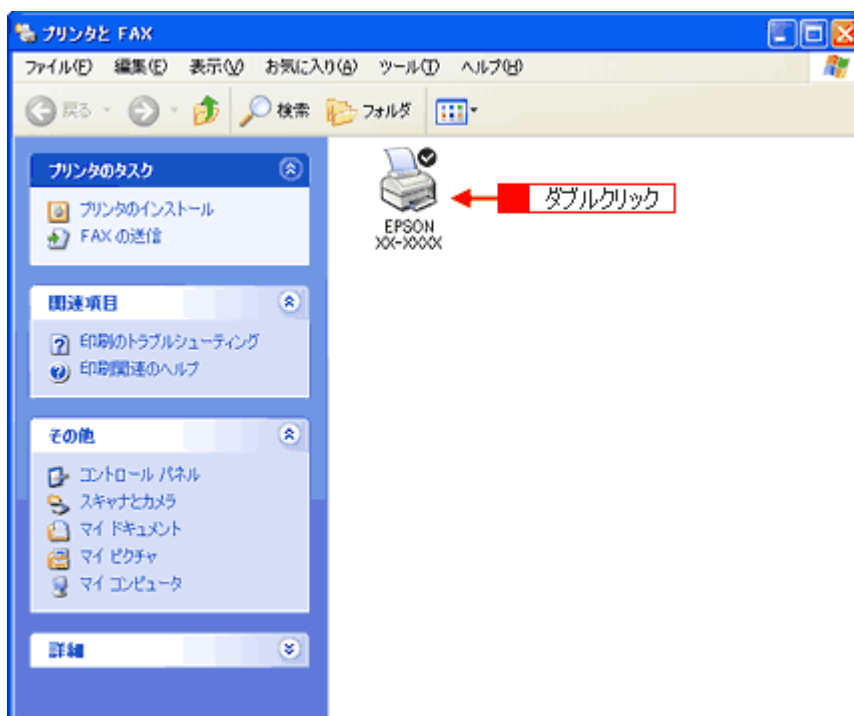 プリンタと FAX
ファイル(F) 編集(E) 表示(V) お気に入り(A) ツール(T) ヘルプ(H)
戻る 検索 フォルダ
プリンタのタスク
プリンタのインストール
FAX の送信
関連項目
印刷のトラブルシューティング
印刷関連のヘルプ
その他
コントロール パネル
スキャナとカメラ
マイ ドキュメント
マイ ピクチャ
マイ コンピュータ
詳細
EPSON
XX-XXXX
ダブルクリック